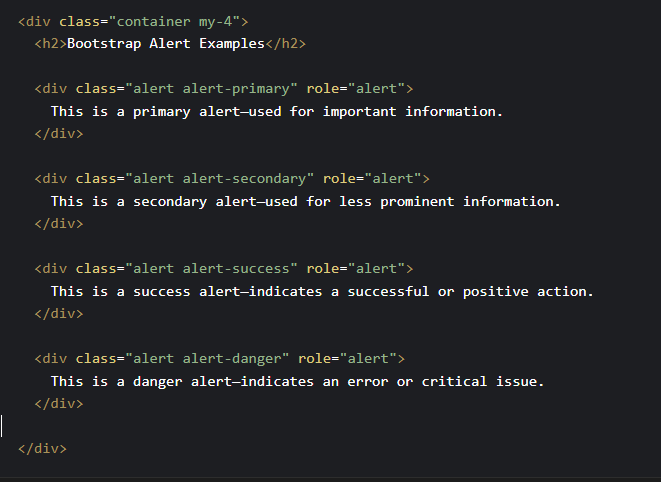 <div class="container my-4">
<h2>Bootstrap Alert Examples</h2>
<div class="alert alert-primary" role="alert">
This is a primary alert—used for important information.
</div>
<div class="alert alert-secondary" role="alert">
This is a secondary alert—used for less prominent information.
</div>
<div class="alert alert-success" role="alert">
This is a success alert—indicates a successful or positive action.
</div>
<div class="alert alert-danger" role="alert">
This is a danger alert—indicates an error or critical issue.
</div>
</div>